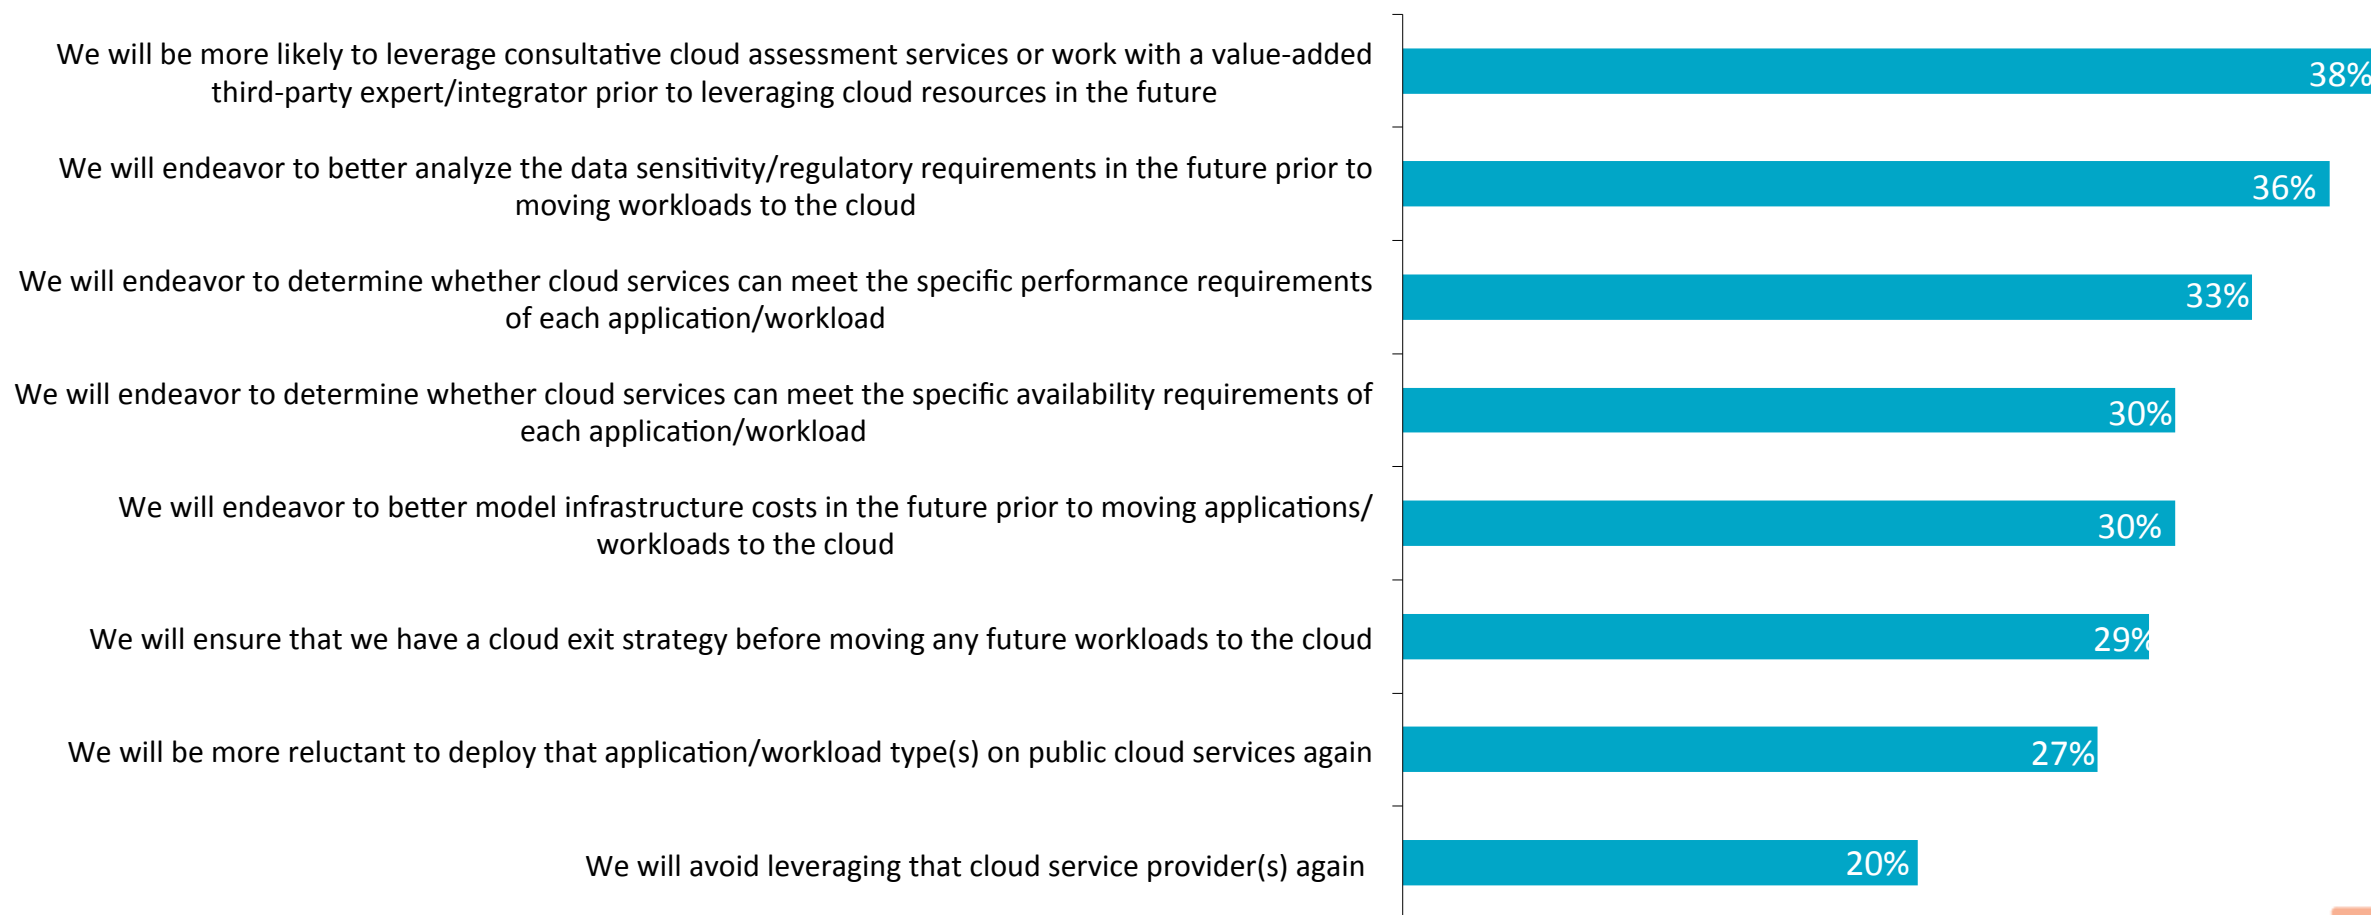 We will be more likely to leverage consultative cloud assessment services or work with a value-added
third-party expert/integrator prior to leveraging cloud resources in the future
38%
We will endeavor to better analyze the data sensitivity/regulatory requirements in the future prior to
moving workloads to the cloud
36%
We will endeavor to determine whether cloud services can meet the specific performance requirements
of each application/workload
33%
We will endeavor to determine whether cloud services can meet the specific availability requirements of
each application/workload
30%
We will endeavor to better model infrastructure costs in the future prior to moving applications/
workloads to the cloud
30%
We will ensure that we have a cloud exit strategy before moving any future workloads to the cloud
29%
We will be more reluctant to deploy that application/workload type(s) on public cloud services again
27%
We will avoid leveraging that cloud service provider(s) again
20%